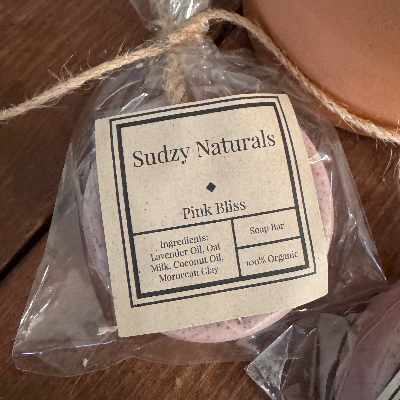 Sudzy Naturals
Pink Bliss
Ingredients:
Lavender Oil, Oat
Milk, Coconut Oil,
Moroccan Clay
Soap Bar
100% Organic